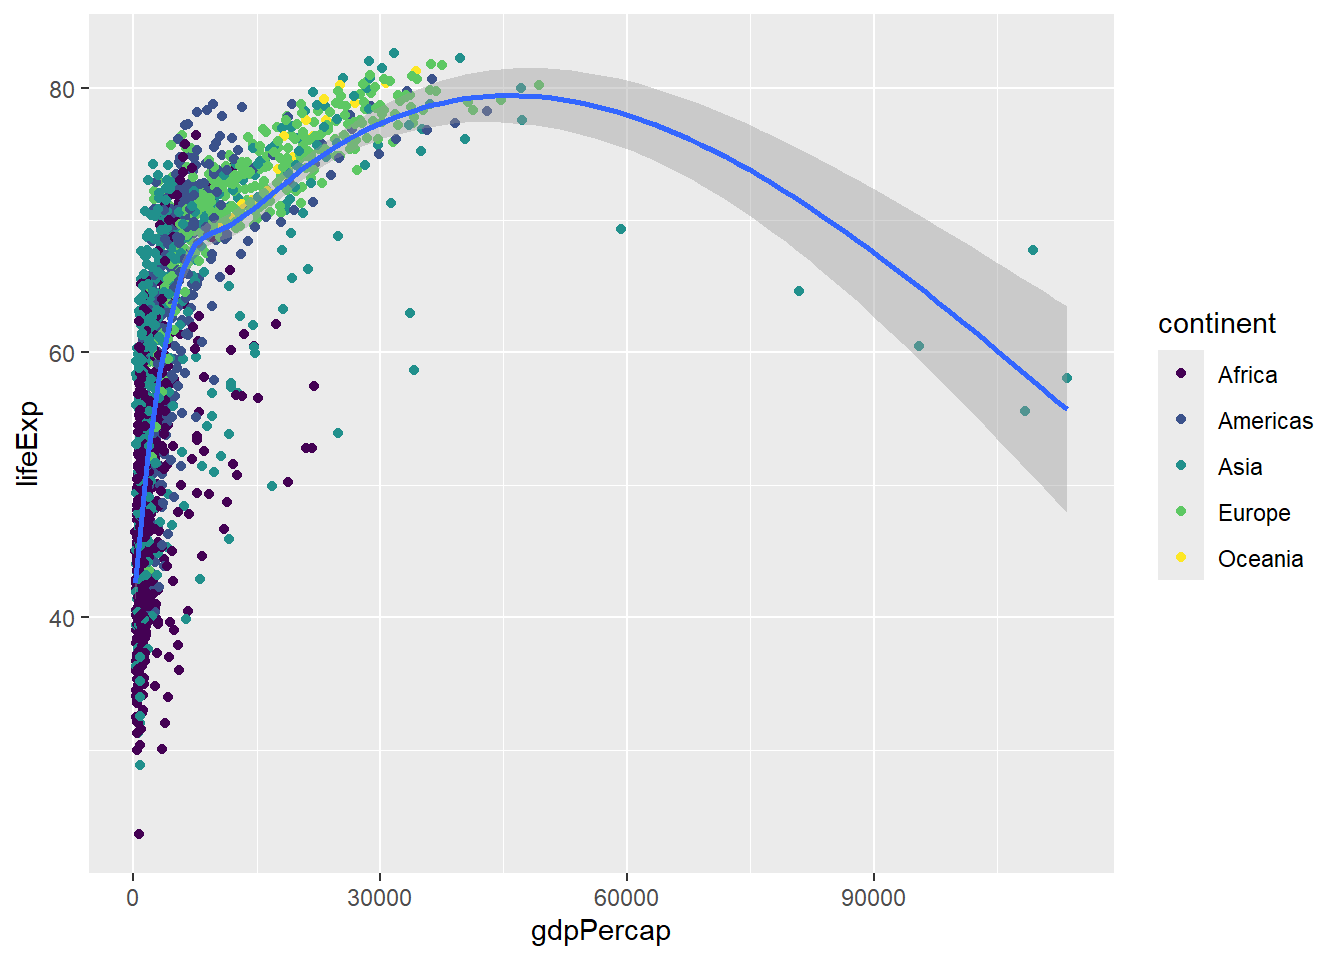 80
60
40
lifeExp
0
30000
60000
90000
gdpPercap
continent
Africa
Americas
Asia
Europe
Oceania